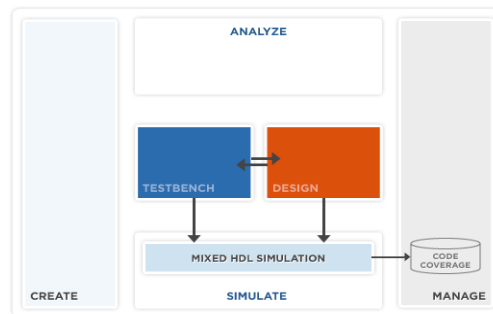 ANALYZE
TESTBENCH
DESIGN
MIXED HDL SIMULATION
CODE
COVERAGE
CREATE
SIMULATE
MANAGE